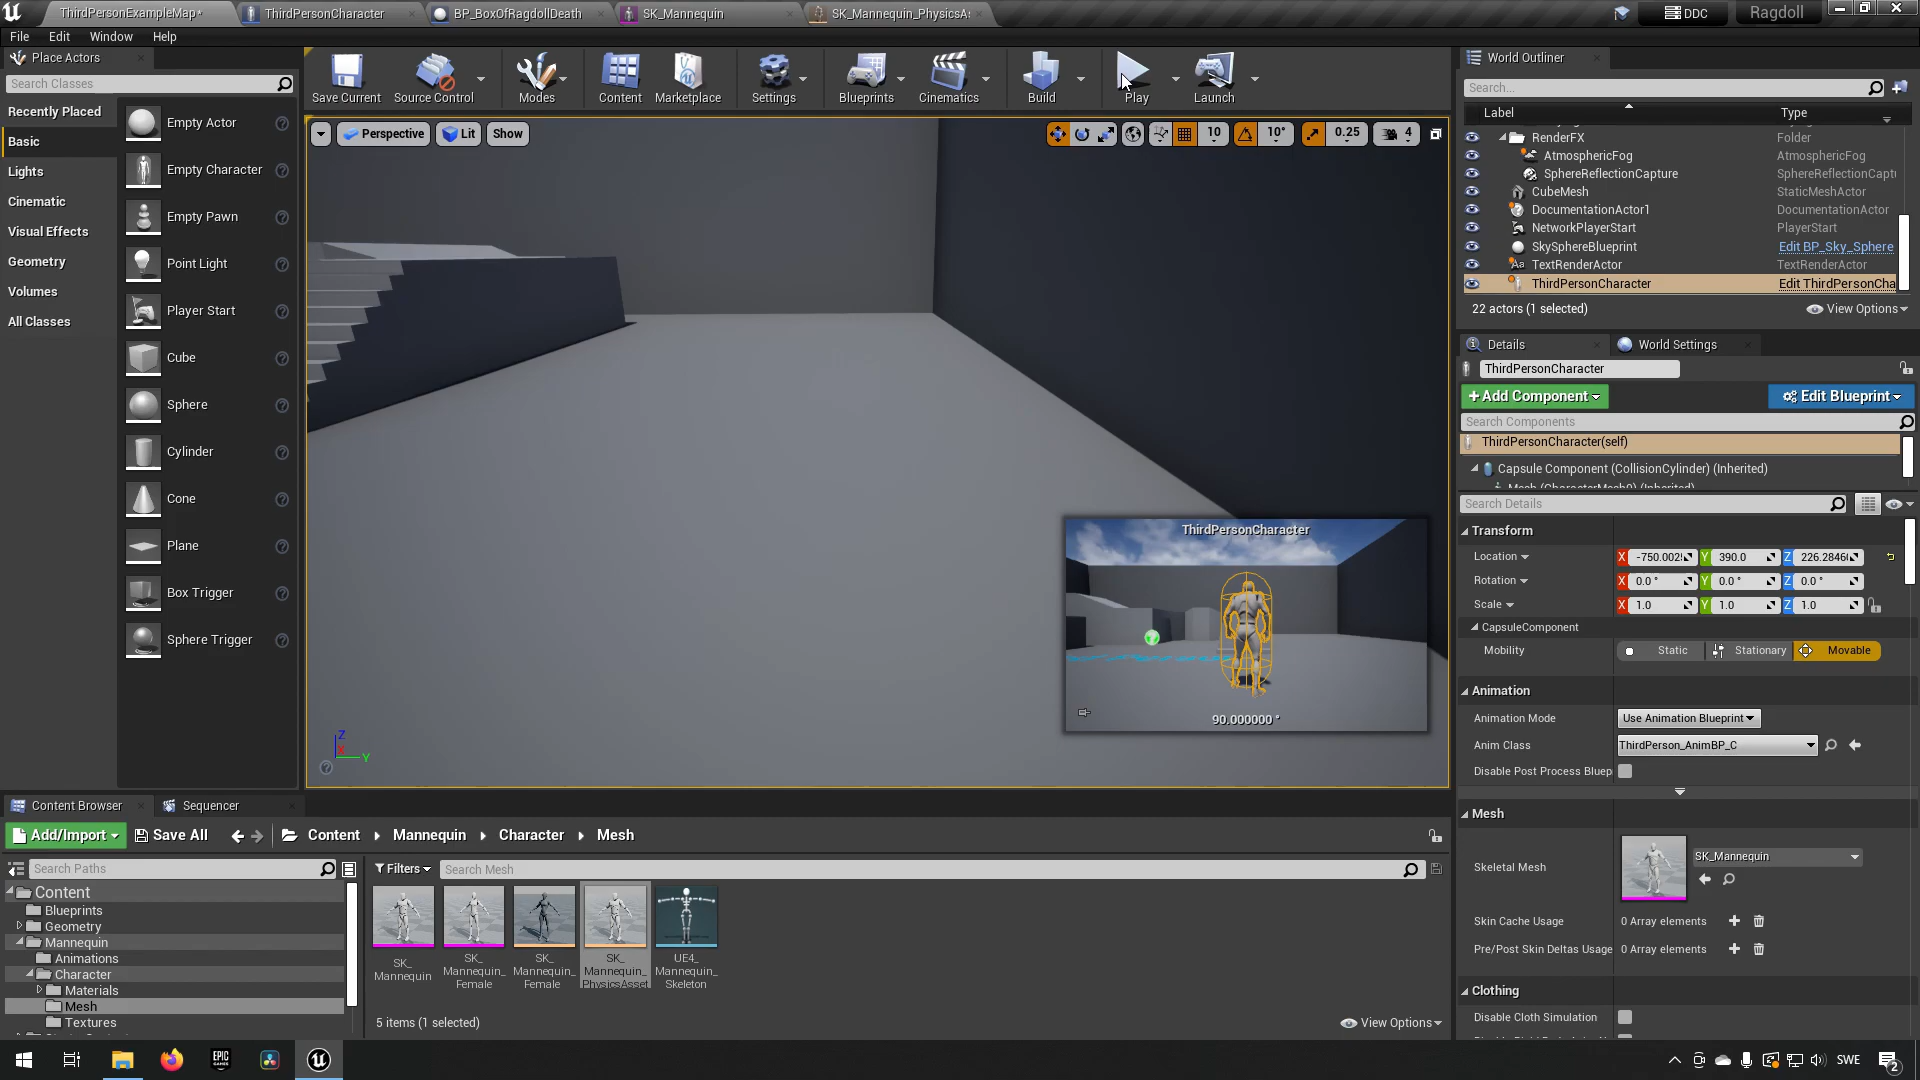 ThirdPersonExampleMap*
ThirdPersonCharacter
BP_BoxOfRagdollDeath
SK_Mannequin
SK_Mannequin_PhysicsA
DDC
Ragdoll
File
Edit
Window
Help
Place Actors
Search Classes
Recently Placed
Basic
Lights
Cinematic
Visual Effects
Geometry
Volumes
All Classes
Empty Actor
Empty Character
Empty Pawn
Point Light
Player Start
Cube
Sphere
Cylinder
Cone
Plane
Box Trigger
Sphere Trigger
Save Current
Source Control
Modes
Content
Marketplace
Settings
Blueprints
Cinematics
Build
Play
Launch
Perspective
Lit
Show
10
10°
0.25
4
ThirdPersonCharacter
90.000000 °
Z
X
Y
World Outliner
Search...
Label
Type
RenderFX
Folder
AtmosphericFog
AtmosphericFog
SphereReflectionCapture
SphereReflectionCaptu
CubeMesh
StaticMeshActor
DocumentationActor1
DocumentationActor
NetworkPlayerStart
PlayerStart
SkySphereBlueprint
Edit BP_Sky_Sphere
TextRenderActor
TextRenderActor
ThirdPersonCharacter
Edit ThirdPersonCha
22 actors (1 selected)
View Options
Details
World Settings
ThirdPersonCharacter
Add Component
Edit Blueprint
Search Components
ThirdPersonCharacter(self)
Capsule Component (CollisionCylinder) (Inherited)
Mesh (CharacterMesh0) (Inherited)
Search Details
Transform
Location
X -750.002
Y 390.0
Z 226.2846
Rotation
X 0.0 °
Y 0.0 °
Z 0.0 °
Scale
X 1.0
Y 1.0
Z 1.0
CapsuleComponent
Mobility
Static
Stationary
Movable
Animation
Animation Mode
Use Animation Blueprint
Anim Class
ThirdPerson_AnimBP_C
Disable Post Process Bluep
Mesh
Skeletal Mesh
SK_Mannequin
Skin Cache Usage
0 Array elements
Pre/Post Skin Deltas Usage
0 Array elements
Clothing
Disable Cloth Simulation
Content Browser
Sequencer
Add/Import
Save All
Content
Mannequin
Character
Mesh
Search Paths
Filters
Search Mesh
Content
Blueprints
Geometry
Mannequin
Animations
Character
Materials
Mesh
Textures
SK_
Mannequin
SK_
Mannequin_
Female
SK_
Mannequin_
Female
SK_
Mannequin_
PhysicsAsset
UE4_
Mannequin_
Skeleton
5 items (1 selected)
View Options
EPIC
GAMES
SWE
2